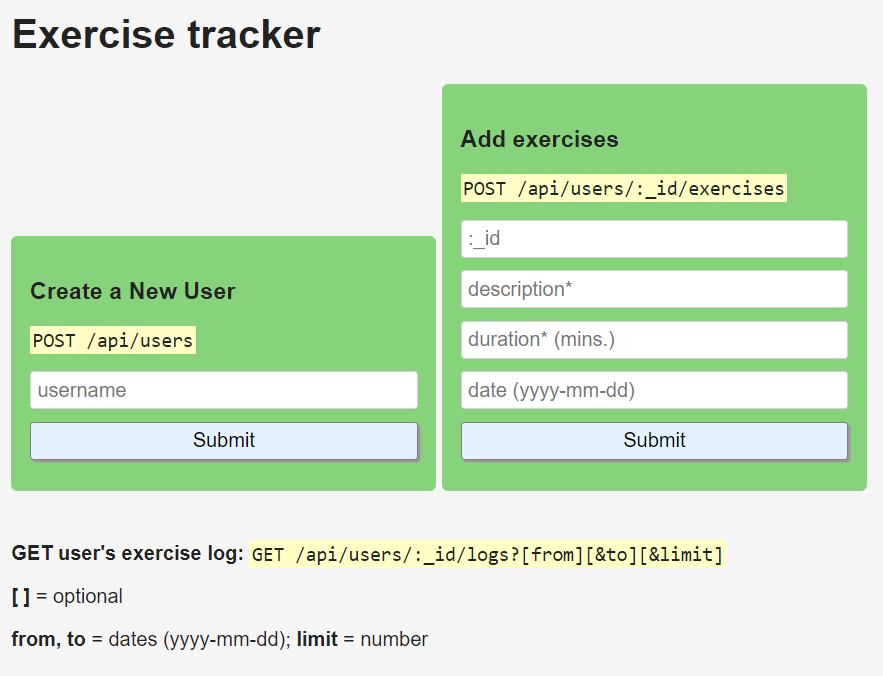 Exercise tracker
Create a New User
POST /api/users
username
Submit
Add exercises
POST /api/users/:_id/exercises
:_id
description*
duration* (mins.)
date (yyyy-mm-dd)
Submit
GET user's exercise log: GET /api/users/:_id/logs?[from][&to][&limit]
[ ] = optional
from, to = dates (yyyy-mm-dd); limit = number